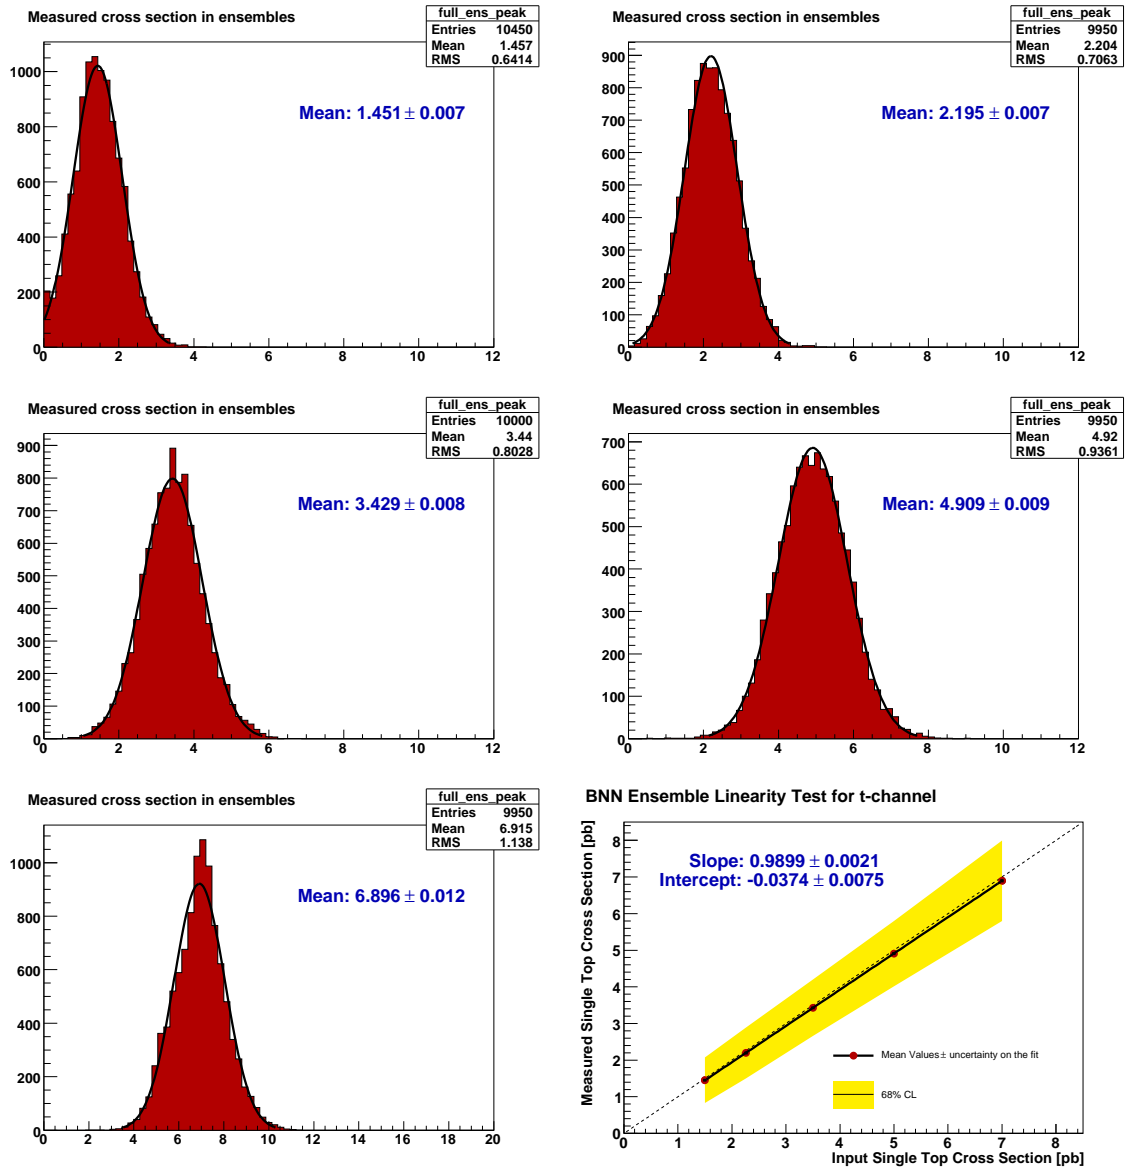 Measured cross section in ensembles
full_ens_peak
Entries 10450
Mean 1.457
RMS 0.6414
Mean: 1.451 ± 0.007
1000
800
600
400
200
0
0 2 4 6 8 10 12
Measured cross section in ensembles
full_ens_peak
Entries 9950
Mean 2.204
RMS 0.7063
Mean: 2.195 ± 0.007
900
800
700
600
500
400
300
200
100
0
0 2 4 6 8 10 12
Measured cross section in ensembles
full_ens_peak
Entries 10000
Mean 3.44
RMS 0.8028
Mean: 3.429 ± 0.008
900
800
700
600
500
400
300
200
100
0
0 2 4 6 8 10 12
Measured cross section in ensembles
full_ens_peak
Entries 9950
Mean 4.92
RMS 0.9361
Mean: 4.909 ± 0.009
700
600
500
400
300
200
100
0
0 2 4 6 8 10 12
Measured cross section in ensembles
full_ens_peak
Entries 9950
Mean 6.915
RMS 1.138
Mean: 6.896 ± 0.012
1000
800
600
400
200
0
0 2 4 6 8 10 12 14 16 18 20
BNN Ensemble Linearity Test for t-channel
Measured Single Top Cross Section [pb]
Slope: 0.9899 ± 0.0021
Intercept: -0.0374 ± 0.0075
8
7
6
5
4
3
2
1
0
Mean Values ± uncertainty on the fit
68% CL
0 1 2 3 4 5 6 7 8
Input Single Top Cross Section [pb]